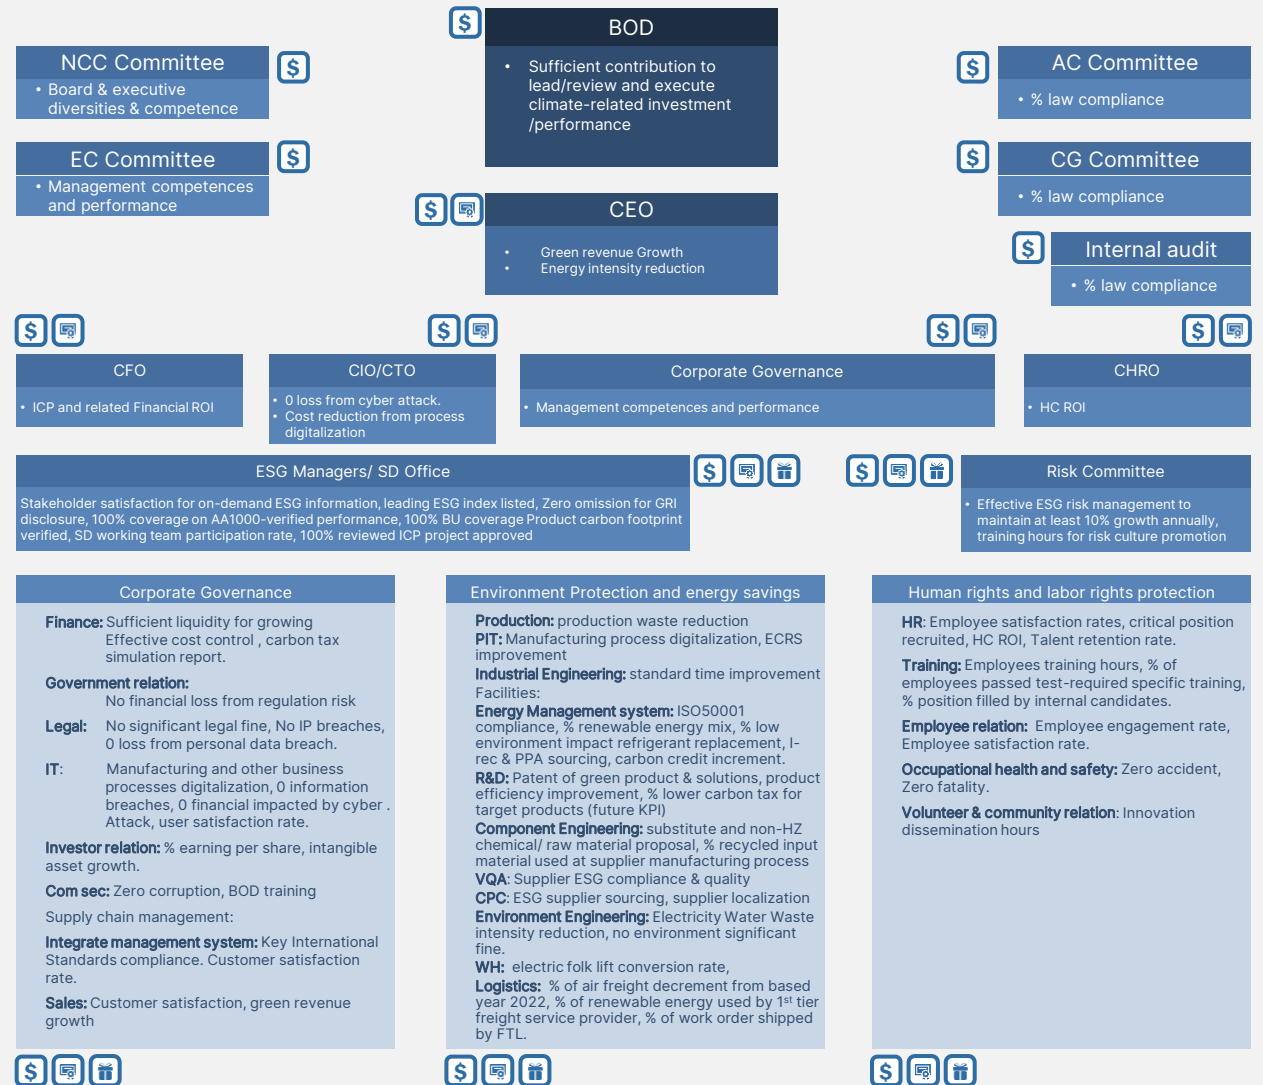 BOD
• Sufficient contribution to
lead/review and execute
climate-related investment
/performance
NCC Committee
• Board & executive
diversities & competence
AC Committee
• % law compliance
EC Committee
• Management competences
and performance
CG Committee
• % law compliance
CEO
• Green revenue Growth
• Energy intensity reduction
Internal audit
• % law compliance
CFO
• ICP and related Financial ROI
CIO/CTO
• 0 loss from cyber attack.
• Cost reduction from process
digitalization
Corporate Governance
• Management competences and performance
CHRO
• HC ROI
ESG Managers/ SD Office
Stakeholder satisfaction for on-demand ESG information, leading ESG index listed, Zero omission for GRI
disclosure, 100% coverage on AA1000-verified performance, 100% BU coverage Product carbon footprint
verified, SD working team participation rate, 100% reviewed ICP project approved
Risk Committee
• Effective ESG risk management to
maintain at least 10% growth annually,
training hours for risk culture promotion
Corporate Governance
Finance: Sufficient liquidity for growing
Effective cost control , carbon tax
simulation report.
Government relation:
No financial loss from regulation risk
Legal: No significant legal fine, No IP breaches,
0 loss from personal data breach.
IT: Manufacturing and other business
processes digitalization, 0 information
breaches, 0 financial impacted by cyber .
Attack, user satisfaction rate.
Investor relation: % earning per share, intangible
asset growth.
Com sec: Zero corruption, BOD training
Supply chain management:
Integrate management system: Key International
Standards compliance. Customer satisfaction
rate.
Sales: Customer satisfaction, green revenue
growth
Environment Protection and energy savings
Production: production waste reduction
PIT: Manufacturing process digitalization, ECRS
improvement
Industrial Engineering: standard time improvement
Facilities:
Energy Management system: ISO50001
compliance, % renewable energy mix, % low
environment impact refrigerant replacement, I-
rec & PPA sourcing, carbon credit increment.
R&D: Patent of green product & solutions, product
efficiency improvement, % lower carbon tax for
target products (future KPI)
Component Engineering: substitute and non-HZ
chemical/ raw material proposal, % recycled input
material used at supplier manufacturing process
VQA: Supplier ESG compliance & quality
CPC: ESG supplier sourcing, supplier localization
Environment Engineering: Electricity Water Waste
intensity reduction, no environment significant
fine.
WH: electric folk lift conversion rate,
Logistics: % of air freight decrement from based
year 2022, % of renewable energy used by 1st tier
freight service provider, % of work order shipped
by FTL.
Human rights and labor rights protection
HR: Employee satisfaction rates, critical position
recruited, HC ROI, Talent retention rate.
Training: Employees training hours, % of
employees passed test-required specific training,
% position filled by internal candidates.
Employee relation: Employee engagement rate,
Employee satisfaction rate.
Occupational health and safety: Zero accident,
Zero fatality.
Volunteer & community relation: Innovation
dissemination hours